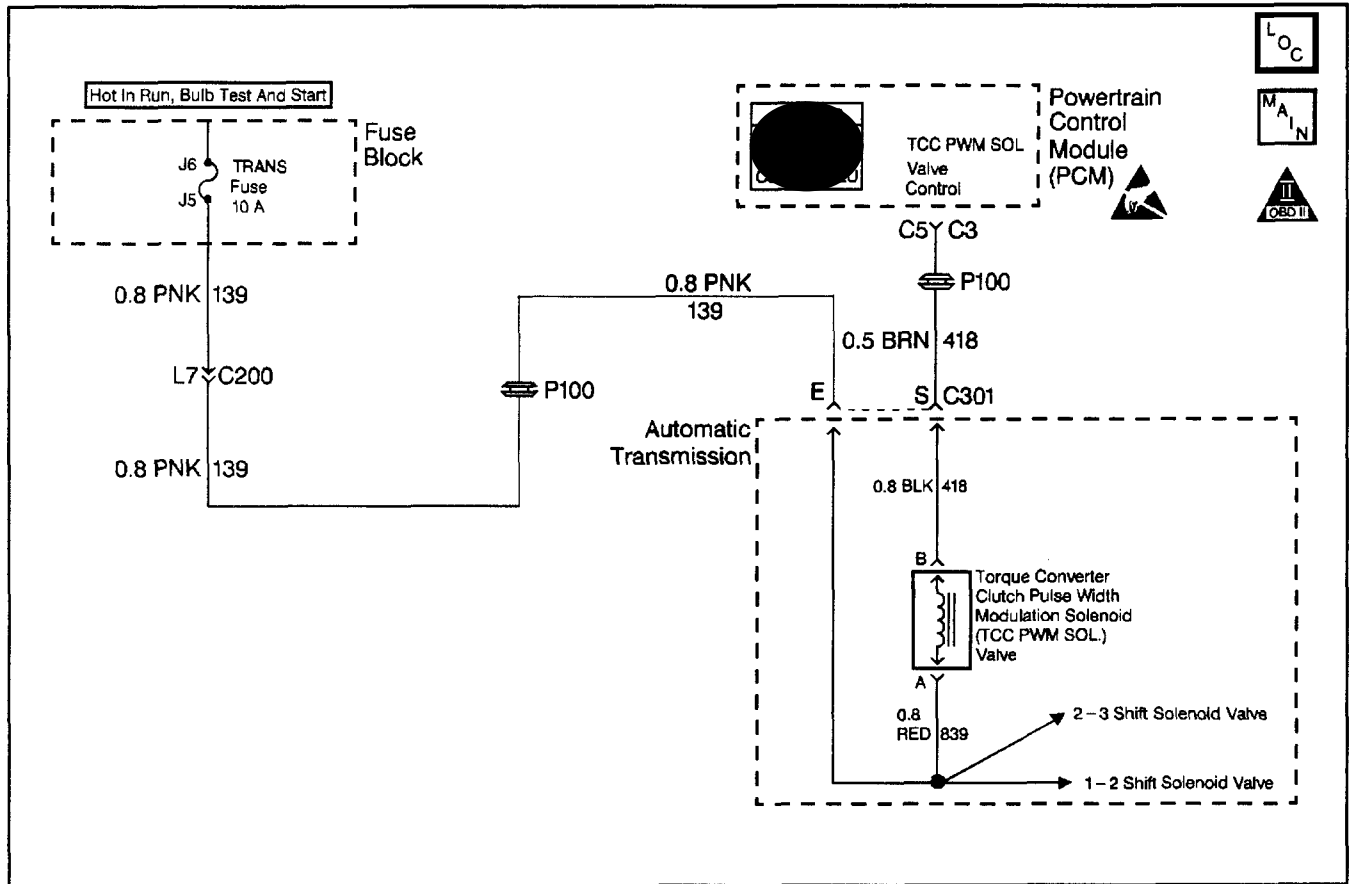 LOC
Hot In Run, Bulb Test And Start
Fuse
Block
J6
TRANS
Fuse
10 A
J5
TCC PWM SOL
Valve
Control
Powertrain
Control
Module
(PCM)
MAIN
II
OBD II
C5 C3
P100
0.8 PNK 139
0.8 PNK
139
0.5 BRN 418
L7 C200
P100
E
S C301
Automatic
Transmission
0.8 PNK 139
0.8 BLK 418
B
Torque Converter
Clutch Pulse Width
Modulation Solenoid
(TCC PWM SOL.)
Valve
A
0.8
RED 839
2-3 Shift Solenoid Valve
1-2 Shift Solenoid Valve